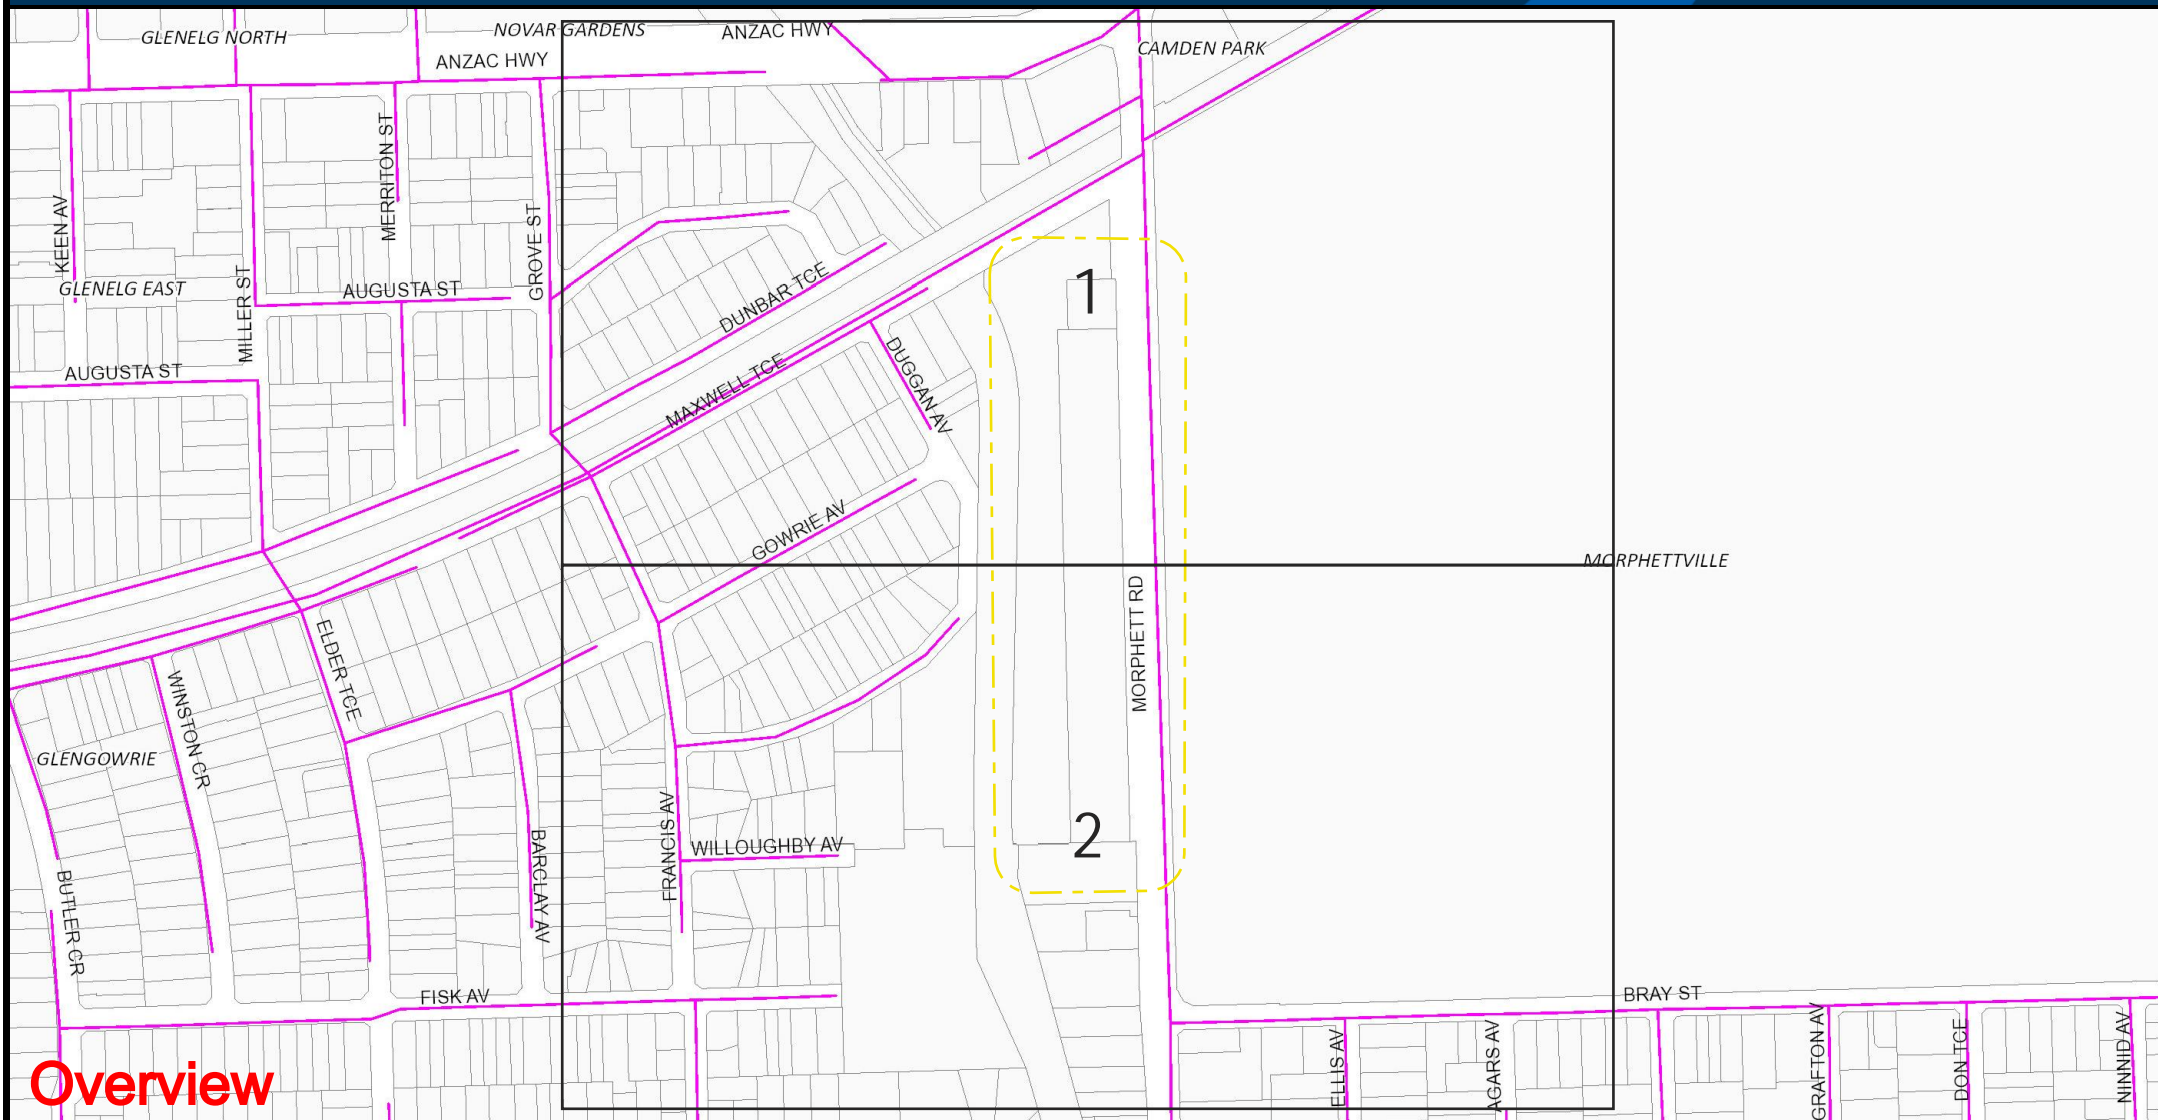 GLENELG NORTH
NOVAR GARDENS
ANZAC HWY
CAMDEN PARK
ANZAC HWY
MERRITON ST
KEEN AV
GROVE ST
GLENELG EAST
AUGUSTA ST
MILLER ST
DUNBAR TCE
1
AUGUSTA ST
MAXWELL TCE
DUGGAN AV
GOWRIE AV
MORPHETTVILLE
MORPHETT RD
ELDER TCE
WINSTON CR
GLENGOWRIE
FRANCIS AV
WILLOUGHBY AV
2
BARCLAY AV
BUTLER CR
FISK AV
BRAY ST
ELLIS AV
AGARS AV
GRAFTON AV
DON TCE
NINNID AV
Overview